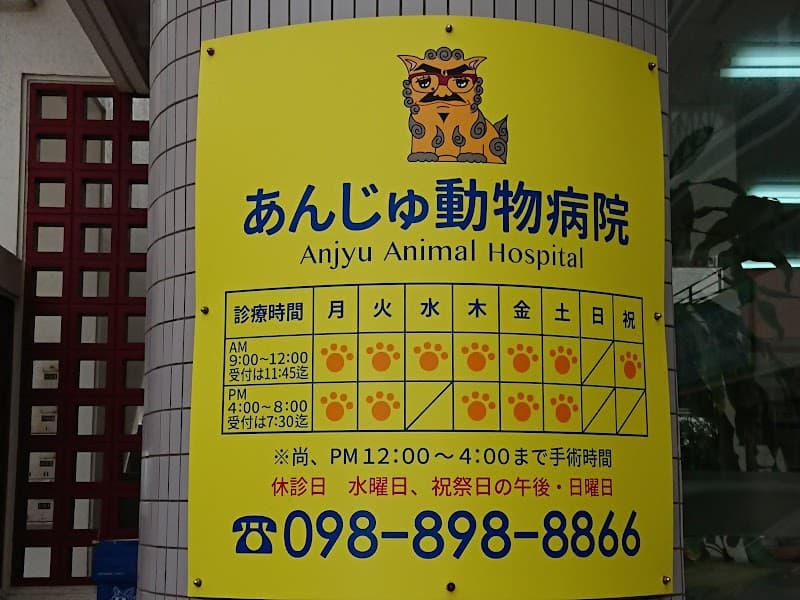 あんじゅ動物病院
Anjyu Animal Hospital
診療時間 月 火 水 木 金 土 日 祝
AM
9:00～12:00
受付は11:45迄
PM
4:00～8:00
受付は7:30迄
※尚、PM12:00～4:00まで手術時間
休診日 水曜日、祝祭日の午後・日曜日
☎098-898-8866